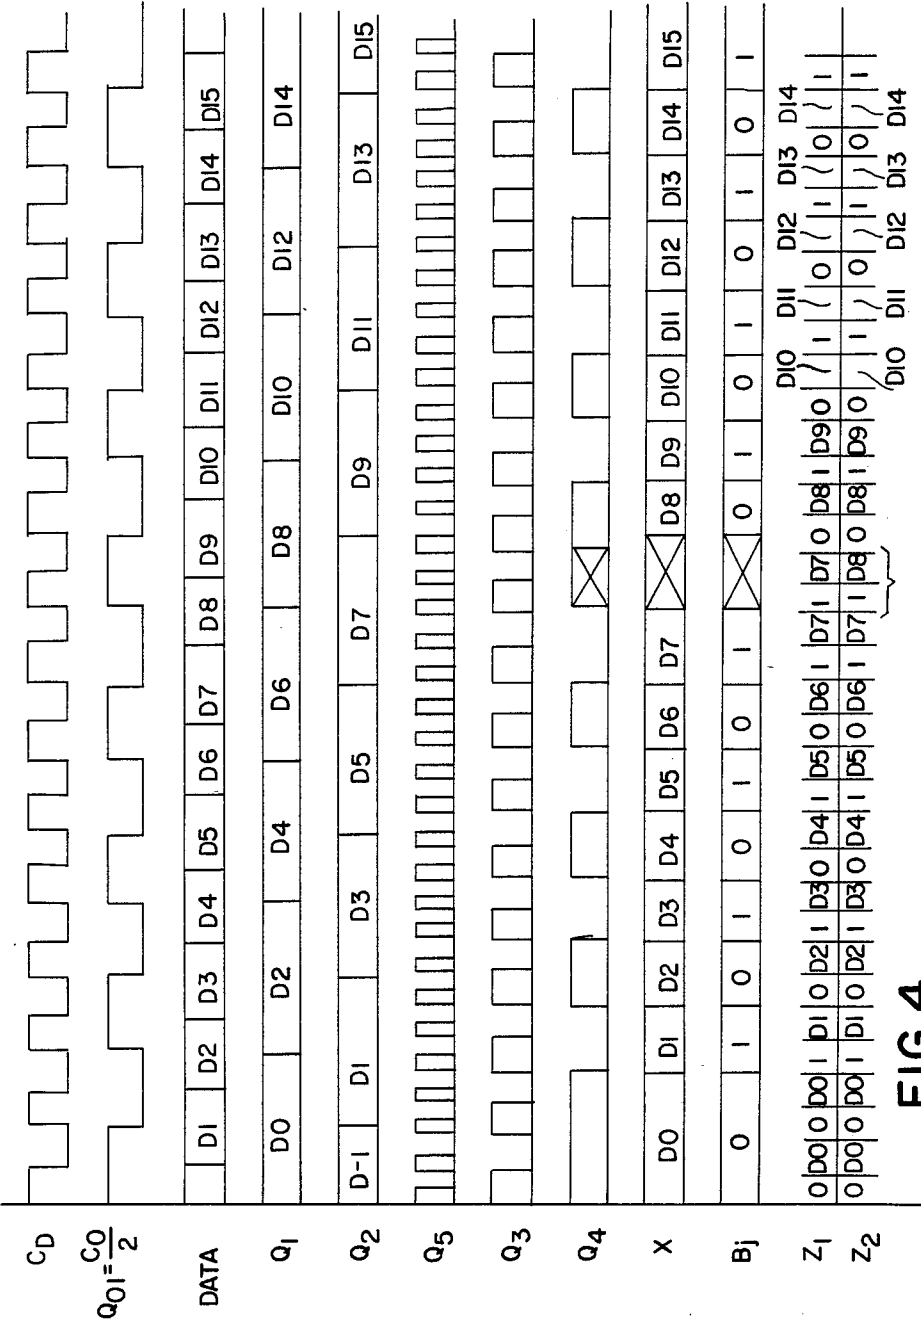 C_D
Q_01 = C_0/2
DATA D1 D2 D3 D4 D5 D6 D7 D8 D9 D10 D11 D12 D13 D14 D15
Q_1 D0 D2 D4 D6 D8 D10 D12 D14
Q_2 D-1 D1 D3 D5 D7 D9 D11 D13 D15
Q_5
Q_3
Q_4
X D0 D1 D2 D3 D4 D5 D6 D7 D8 D9 D10 D11 D12 D13 D14 D15
B_j 0 1 0 1 0 1 0 1 0 1 0 1 0 1 0 1
D10 D11 D12 D13 D14
Z_1 0 D0 0 D0 1 D1 0 D2 1 D3 0 D4 1 D5 0 D6 1 D7 1 D7 0 D8 1 D9 0 1 0 1 0 1
Z_2 0 D0 0 D0 1 D1 0 D2 1 D3 0 D4 1 D5 0 D6 1 D7 1 D8 0 D8 1 D9 0 1 0 1 0 1
D10 D11 D12 D13 D14
FIG. 4